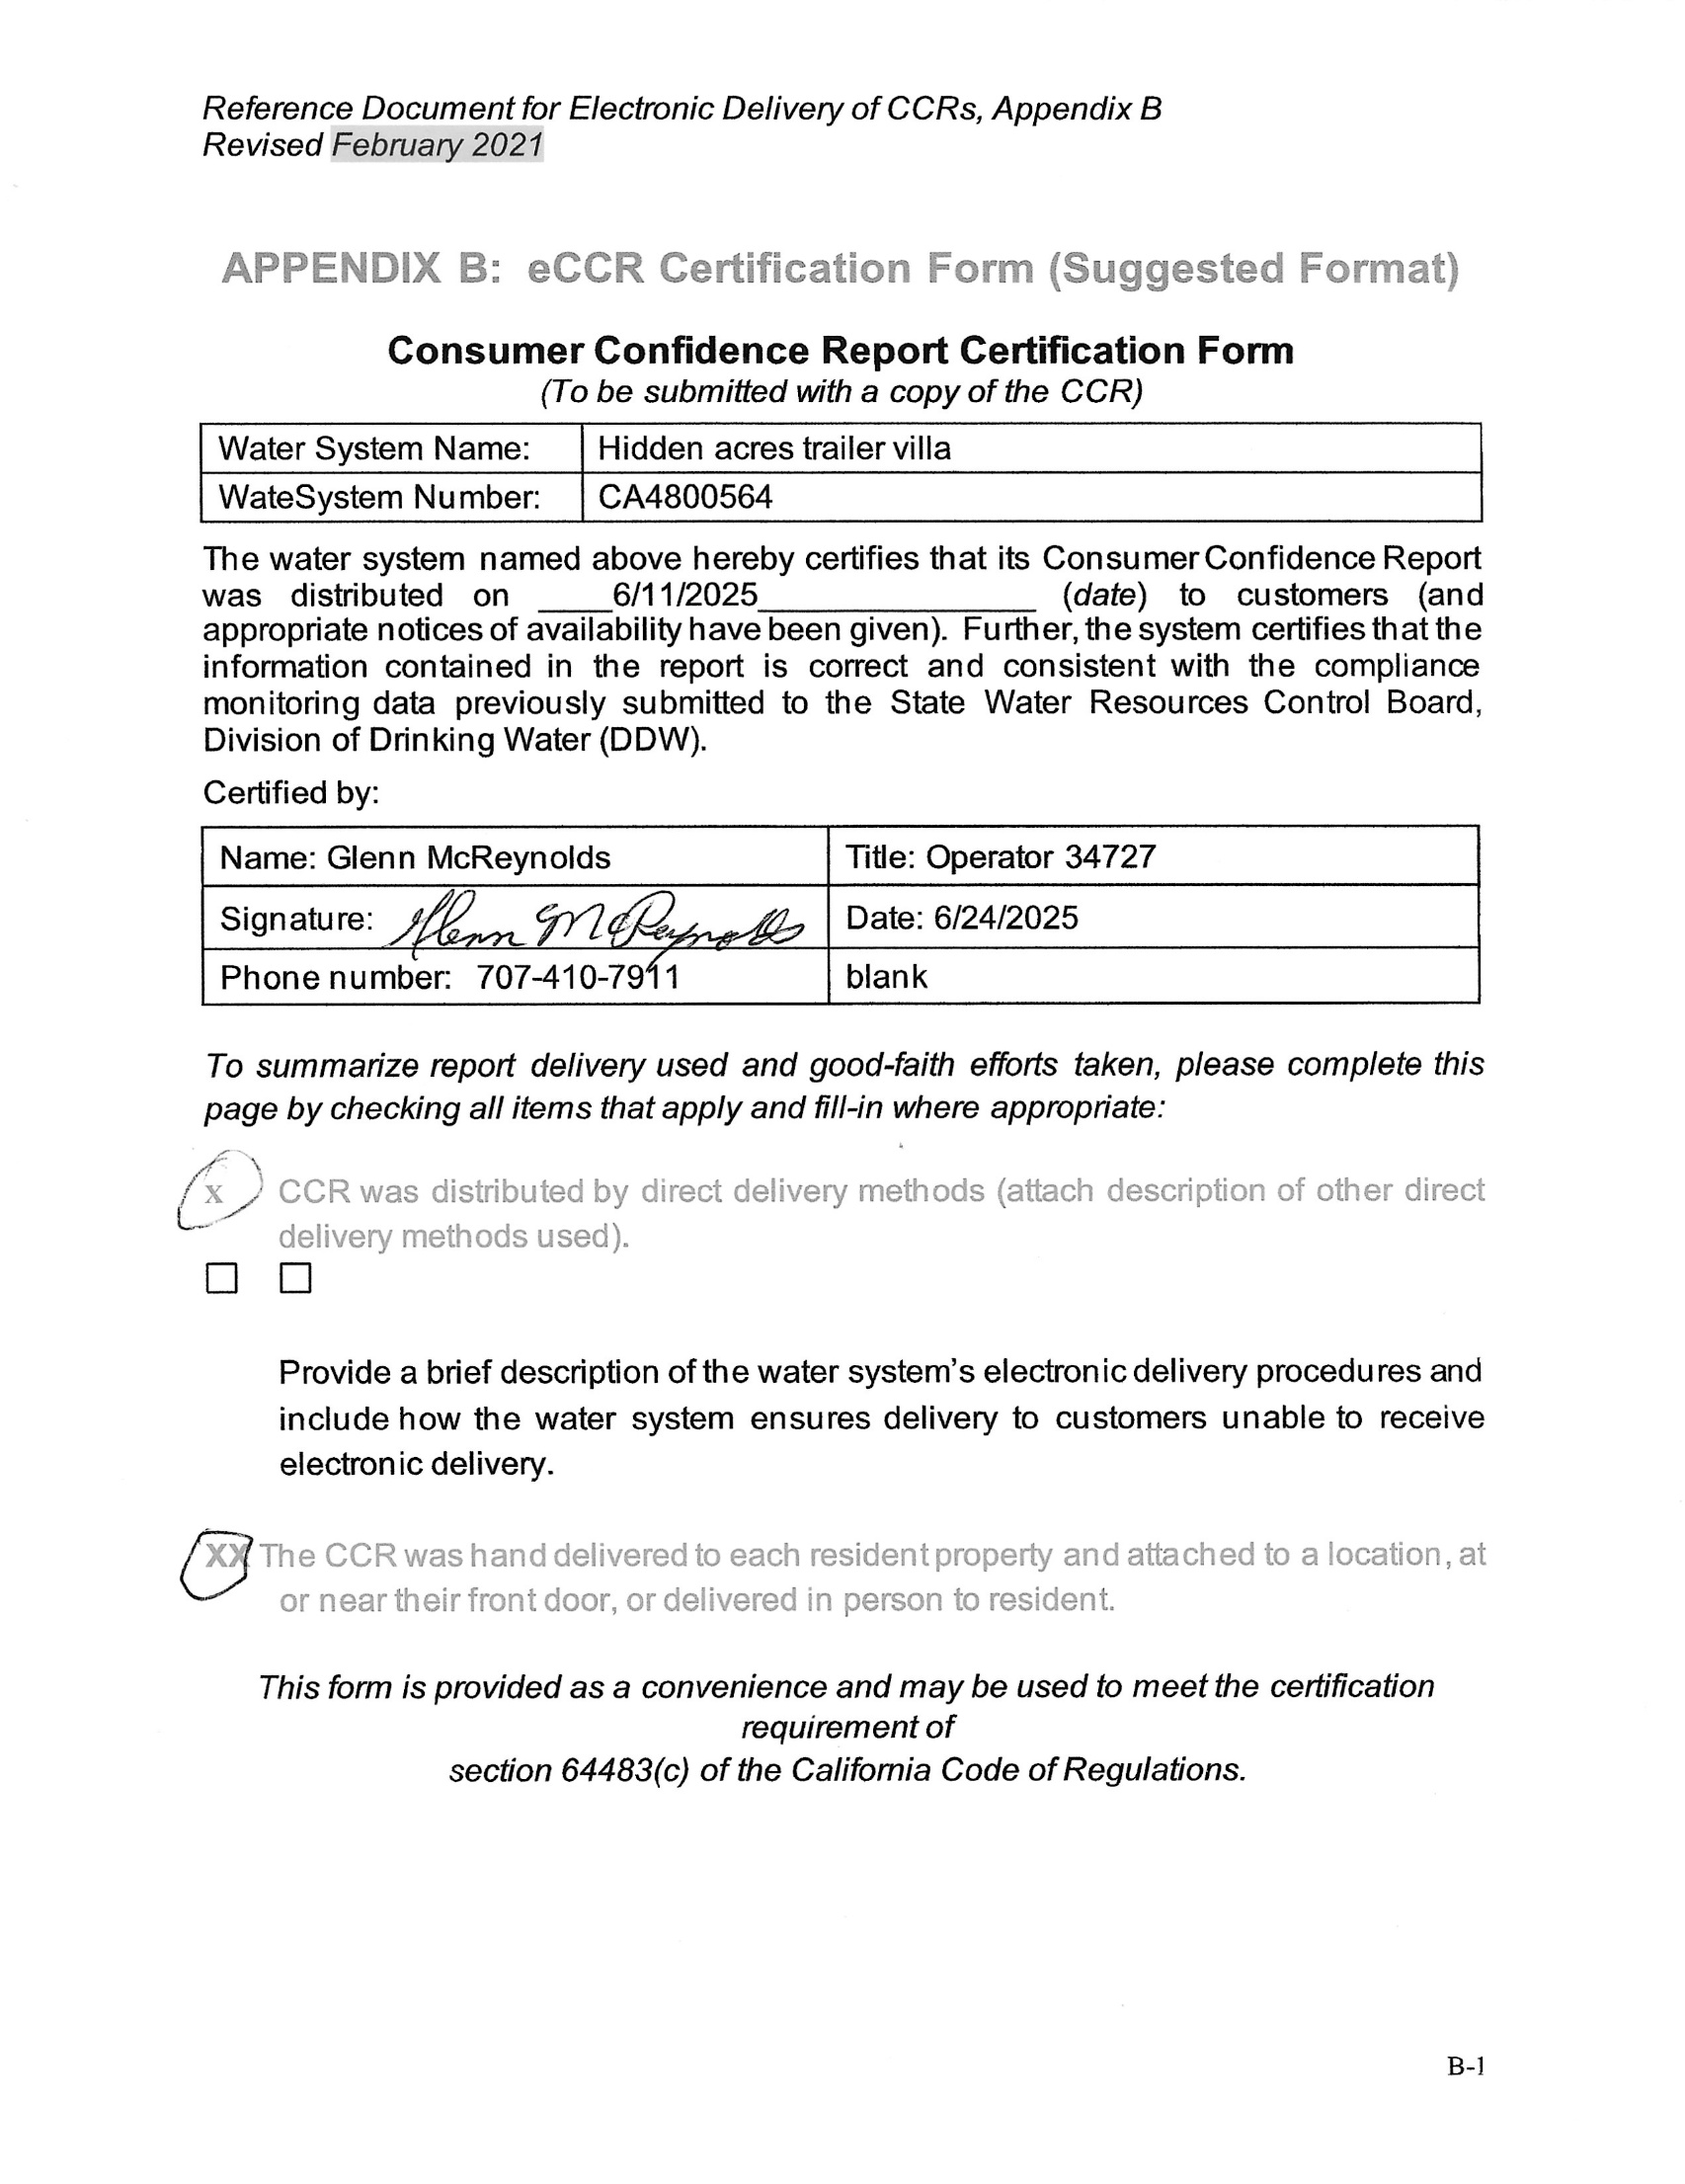 Reference Document for Electronic Delivery of CCRs, Appendix B
Revised February 2021
APPENDIX B: eCCR Certification Form (Suggested Format)
Consumer Confidence Report Certification Form
(To be submitted with a copy of the CCR)
Water System Name: Hidden acres trailer villa
WateSystem Number: CA4800564
The water system named above hereby certifies that its Consumer Confidence Report
was distributed on ____6/11/2025_______________ (date) to customers (and
appropriate notices of availability have been given). Further, the system certifies that the
information contained in the report is correct and consistent with the compliance
monitoring data previously submitted to the State Water Resources Control Board,
Division of Drinking Water (DDW).
Certified by:
Name: Glenn McReynolds Title: Operator 34727
Signature: Glenn McReynolds Date: 6/24/2025
Phone number: 707-410-7911 blank
To summarize report delivery used and good-faith efforts taken, please complete this
page by checking all items that apply and fill-in where appropriate:
x CCR was distributed by direct delivery methods (attach description of other direct
delivery methods used).
☐ ☐
Provide a brief description of the water system's electronic delivery procedures and
include how the water system ensures delivery to customers unable to receive
electronic delivery.
XX The CCR was hand delivered to each resident property and attached to a location, at
or near their front door, or delivered in person to resident.
This form is provided as a convenience and may be used to meet the certification
requirement of
section 64483(c) of the California Code of Regulations.
B-1